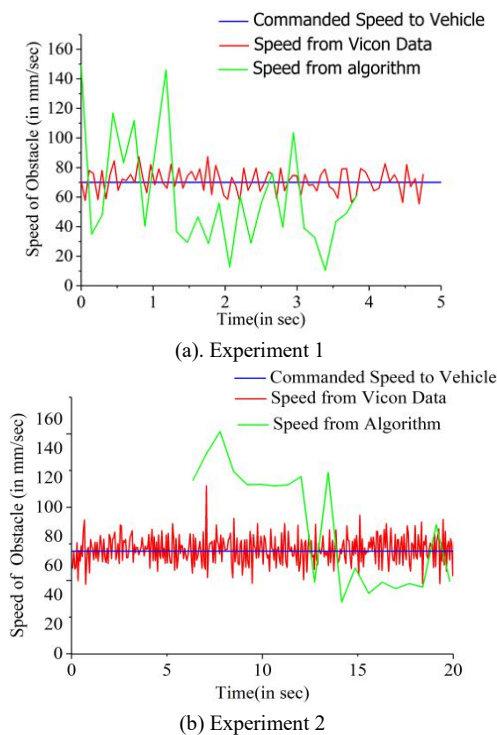 Commanded Speed to Vehicle
Speed from Vicon Data
Speed from algorithm
Speed of Obstacle (in mm/sec)
160
140
120
100
80
60
40
20
0
0 1 2 3 4 5
Time(in sec)
(a). Experiment 1
Commanded Speed to Vehicle
Speed from Vicon Data
Speed from Algorithm
Speed of Obstacle (in mm/sec)
160
120
100
80
60
40
20
0
0 5 10 15 20
Time(in sec)
(b) Experiment 2